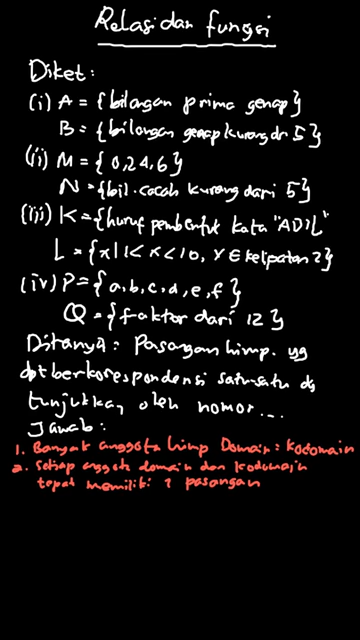 Relasi dan fungsi
Diket:
(i) A = {bilangan prima genap}
B = {bilangan genap kurang dr 5}
(ii) M = {0,2,4,6}
N = {bil. cacah kurang dari 5}
(iii) K = {huruf pembentuk kata "ADIL"
L = {x | 1 < x < 10, x ∈ kelipatan 2}
(iv) P = {a, b, c, d, e, f}
Q = {faktor dari 12}
Ditanya: Pasangan himp. yg
dpt berkorespondensi satu-satu di
tunjukkan oleh nomor...
Jawab:
1. Banyak anggota himp Domain = Kodomain
2. Setiap anggota domain dan kodomain
tepat memiliki 1 pasangan